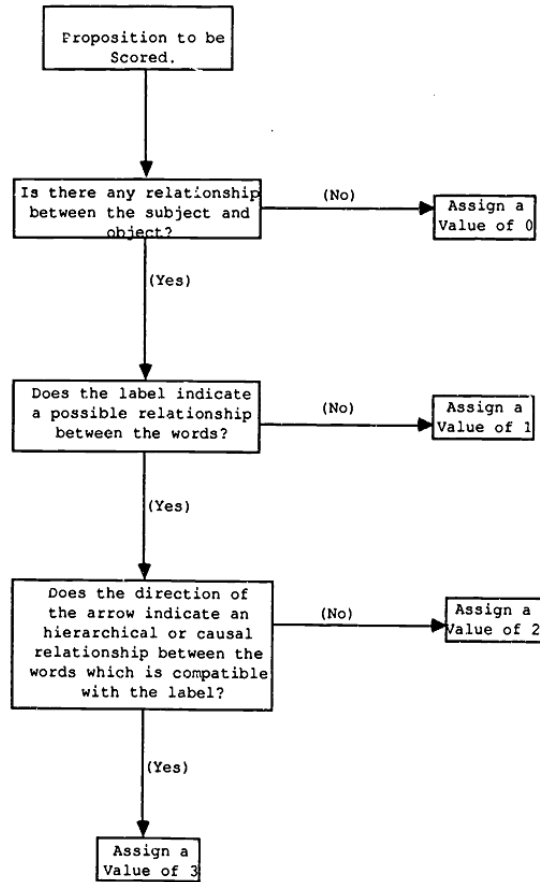 Proposition to be
Scored.
Is there any relationship
between the subject and
object?
(No)
Assign a
Value of 0
(Yes)
Does the label indicate
a possible relationship
between the words?
(No)
Assign a
Value of 1
(Yes)
Does the direction of
the arrow indicate an
hierarchical or causal
relationship between the
words which is compatible
with the label?
(No)
Assign a
Value of 2
(Yes)
Assign a
Value of 3